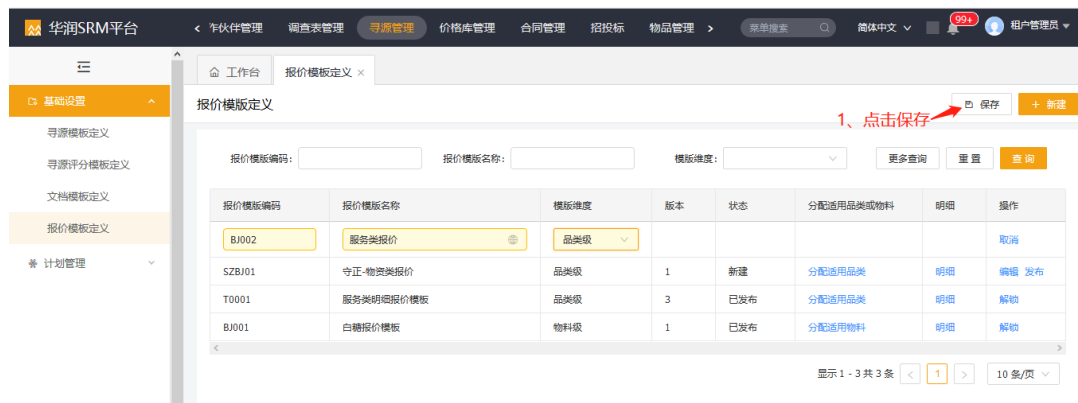 华润SRM平台 作伙伴管理 调查表管理 寻源管理 价格库管理 合同管理 招投标 物品管理 菜单搜索 简体中文 99+ 租户管理员
工作台 报价模板定义 ×
基础设置
寻源模板定义
寻源评分模板定义
文档模板定义
报价模板定义
计划管理
报价模版定义 保存 + 新建
1、点击保存
报价模版编码: 报价模版名称: 模版维度: 更多查询 重置 查询
报价模版编码 报价模版名称 模版维度 版本 状态 分配适用品类或物料 明细 操作
BJ002 服务类报价 品类级 取消
SZBJ01 守正-物资类报价 品类级 1 新建 分配适用品类 明细 编辑 发布
T0001 服务类明细报价模板 品类级 3 已发布 分配适用品类 明细 解锁
BJ001 白糖报价模板 物料级 1 已发布 分配适用物料 明细 解锁
显示 1 - 3 共 3 条 < 1 > 10 条/页